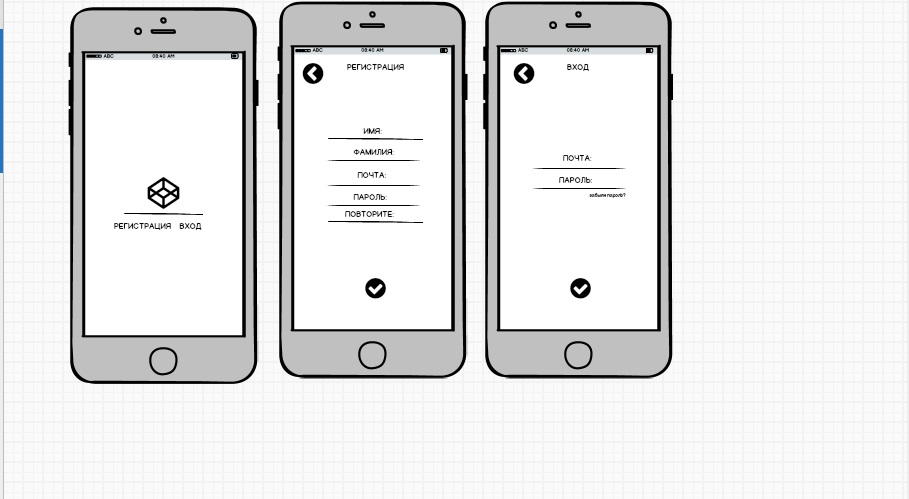 ABC 08:40 AM
РЕГИСТРАЦИЯ ВХОД
ABC 08:40 AM
РЕГИСТРАЦИЯ
ИМЯ:
ФАМИЛИЯ:
ПОЧТА:
ПАРОЛЬ:
ПОВТОРИТЕ:
ABC 08:40 AM
ВХОД
ПОЧТА:
ПАРОЛЬ:
забыли пароль?